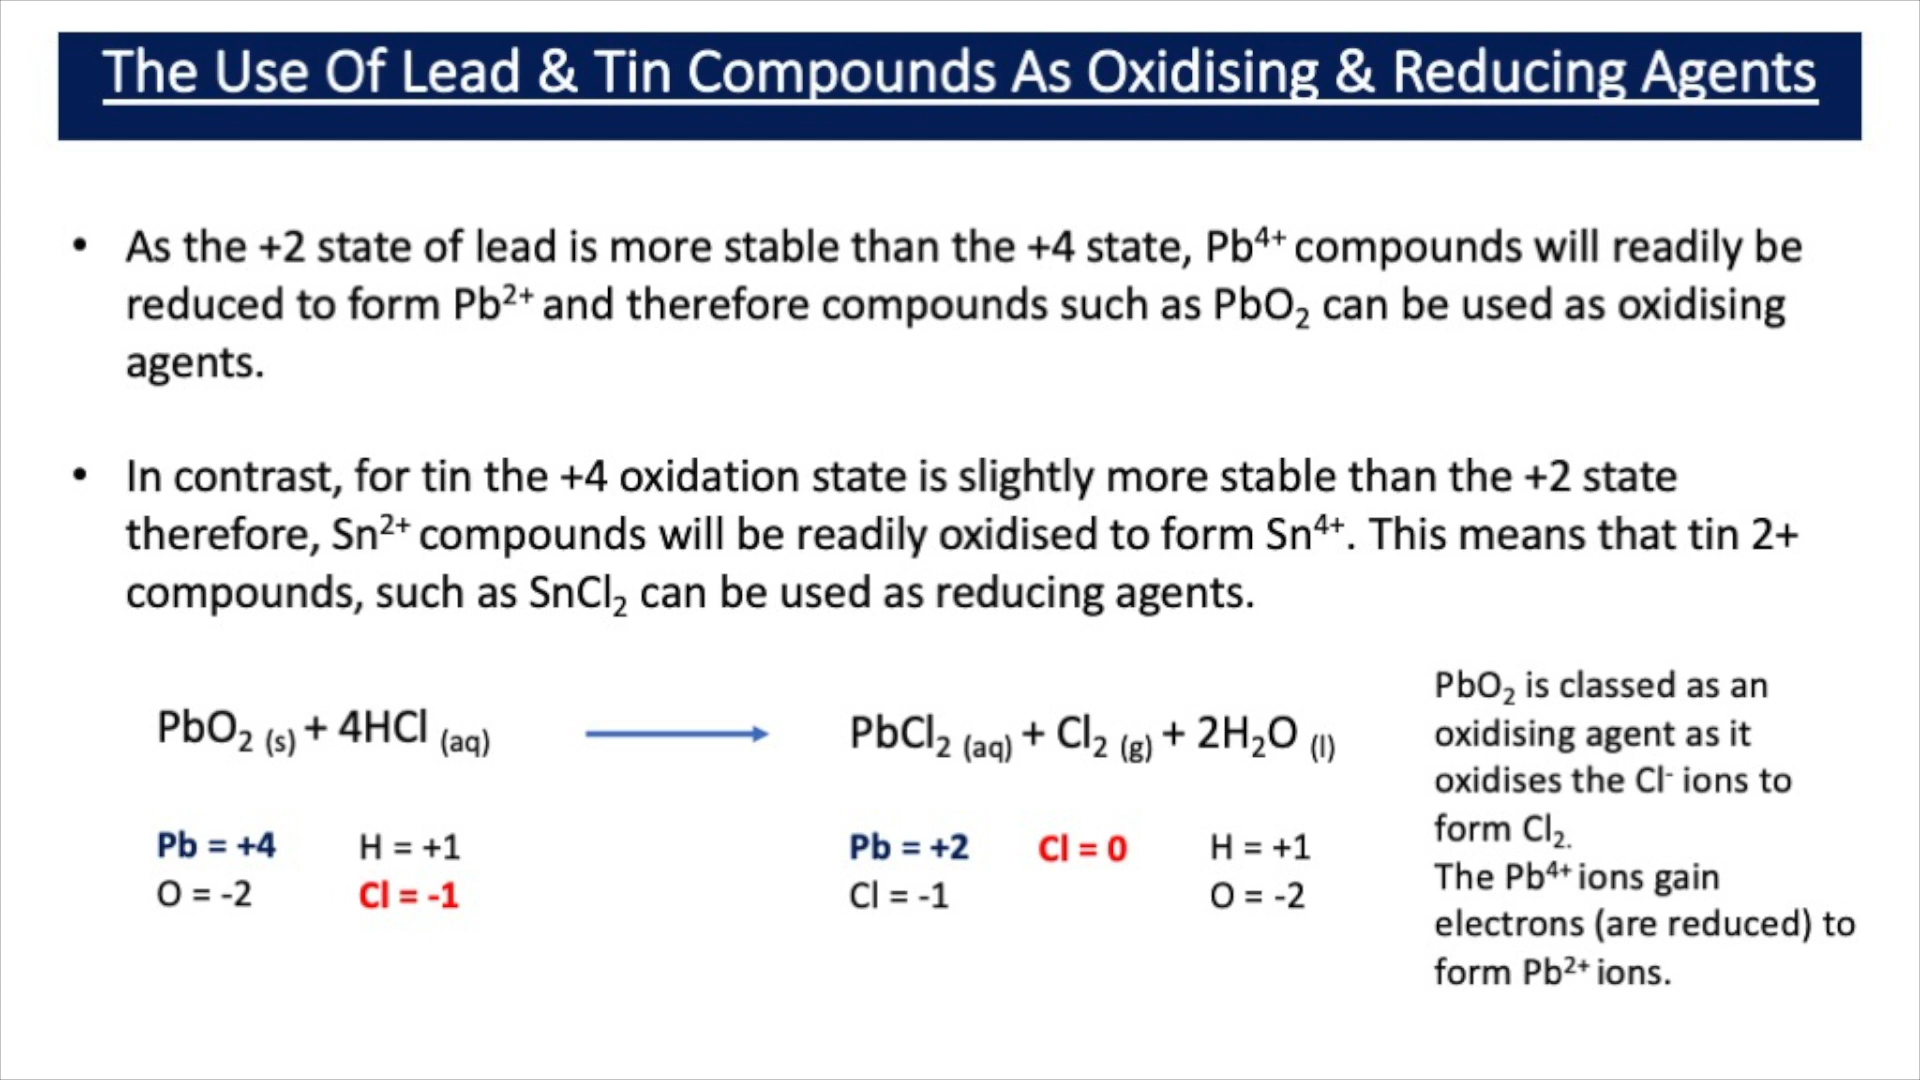 The Use Of Lead & Tin Compounds As Oxidising & Reducing Agents
• As the +2 state of lead is more stable than the +4 state, Pb⁴⁺ compounds will readily be
reduced to form Pb²⁺ and therefore compounds such as PbO₂ can be used as oxidising
agents.
• In contrast, for tin the +4 oxidation state is slightly more stable than the +2 state
therefore, Sn²⁺ compounds will be readily oxidised to form Sn⁴⁺. This means that tin 2+
compounds, such as SnCl₂ can be used as reducing agents.
PbO₂ (s) + 4HCl (aq) → PbCl₂ (aq) + Cl₂ (g) + 2H₂O (l)
Pb = +4 H = +1 Pb = +2 Cl = 0 H = +1
O = -2 Cl = -1 Cl = -1 O = -2
PbO₂ is classed as an
oxidising agent as it
oxidises the Cl⁻ ions to
form Cl₂.
The Pb⁴⁺ ions gain
electrons (are reduced) to
form Pb²⁺ ions.